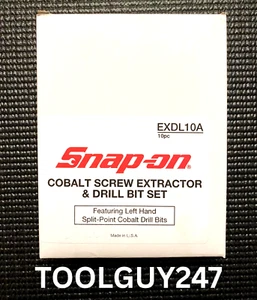 EXDL10A
10pc
Snap-on
COBALT SCREW EXTRACTOR
& DRILL BIT SET
Featuring Left Hand
Split-Point Cobalt Drill Bits
Made in U.S.A.
TOOLGUY247